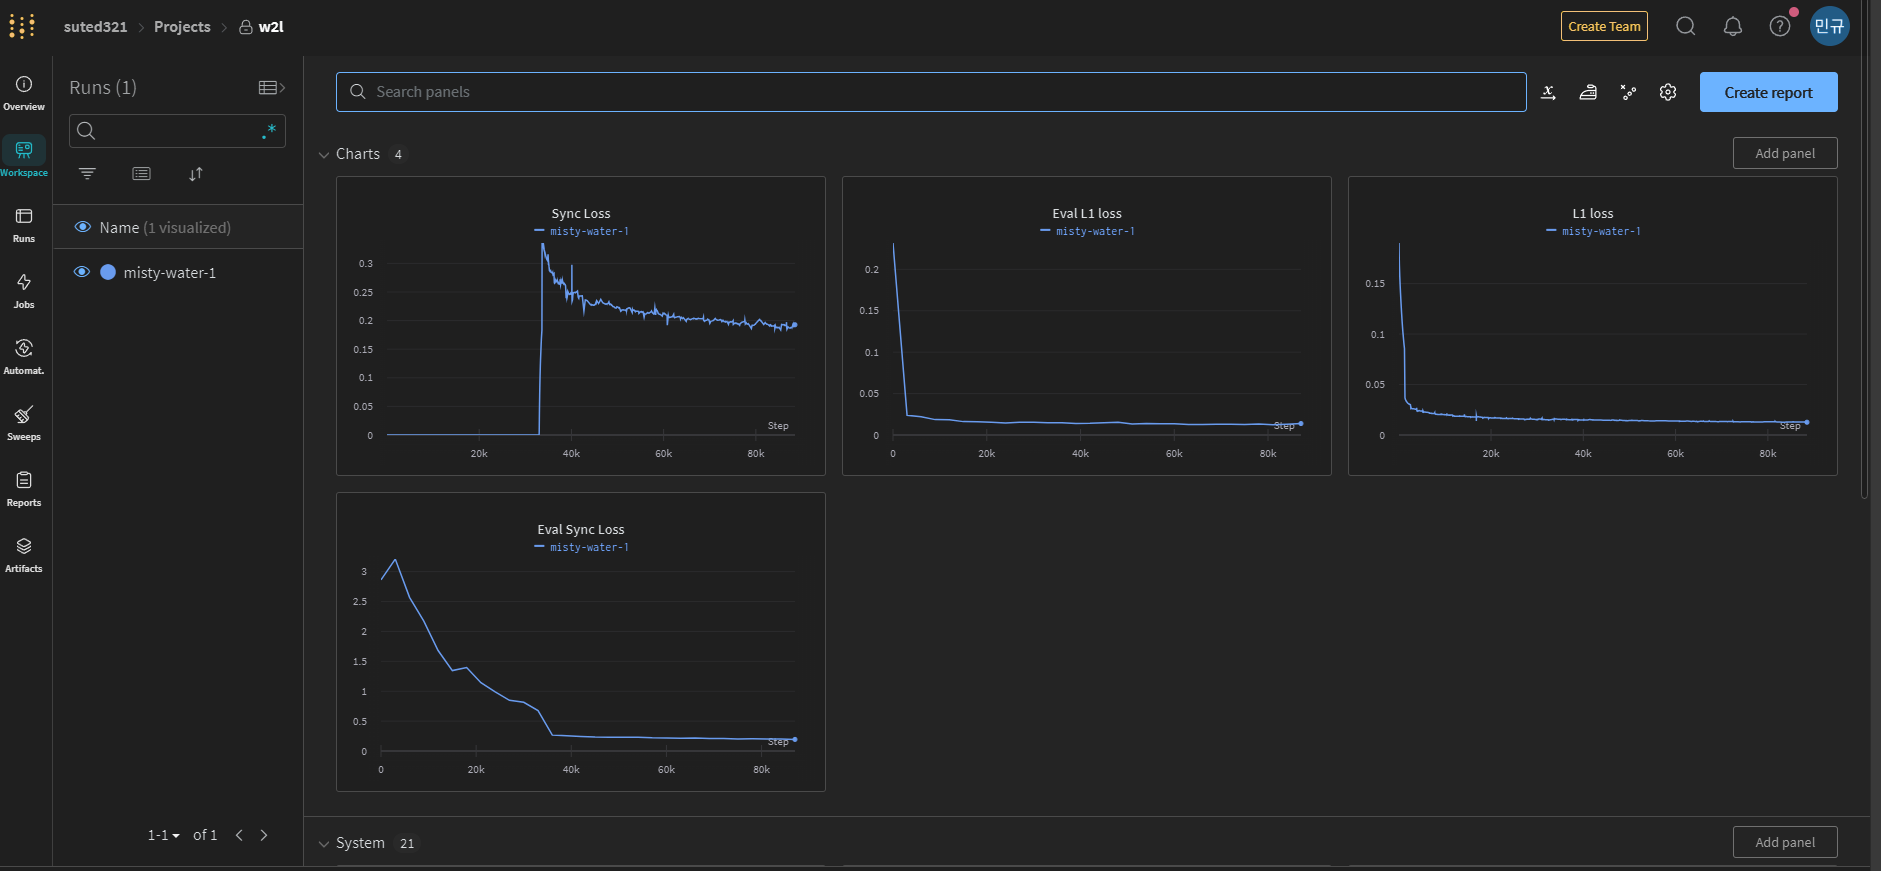 suted321 > Projects > w2l
Create Team
민규
Overview
Workspace
Runs
Jobs
Automat.
Sweeps
Reports
Artifacts
Runs (1)
.*
Name (1 visualized)
misty-water-1
1-1 of 1
Search panels
Create report
Charts 4
Add panel
Sync Loss
misty-water-1
0.3
0.25
0.2
0.15
0.1
0.05
0
Step
20k 40k 60k 80k
Eval L1 loss
misty-water-1
0.2
0.15
0.1
0.05
0
Step
0 20k 40k 60k 80k
L1 loss
misty-water-1
0.15
0.1
0.05
0
Step
20k 40k 60k 80k
Eval Sync Loss
misty-water-1
3
2.5
2
1.5
1
0.5
0
Step
0 20k 40k 60k 80k
System 21
Add panel